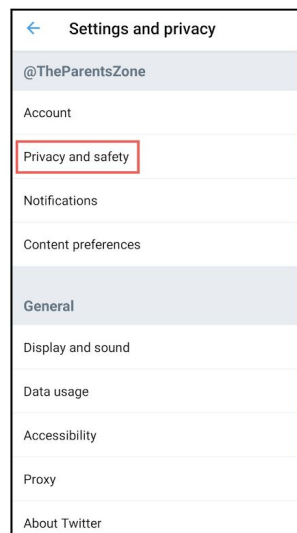 Settings and privacy
@TheParentsZone
Account
Privacy and safety
Notifications
Content preferences
General
Display and sound
Data usage
Accessibility
Proxy
About Twitter